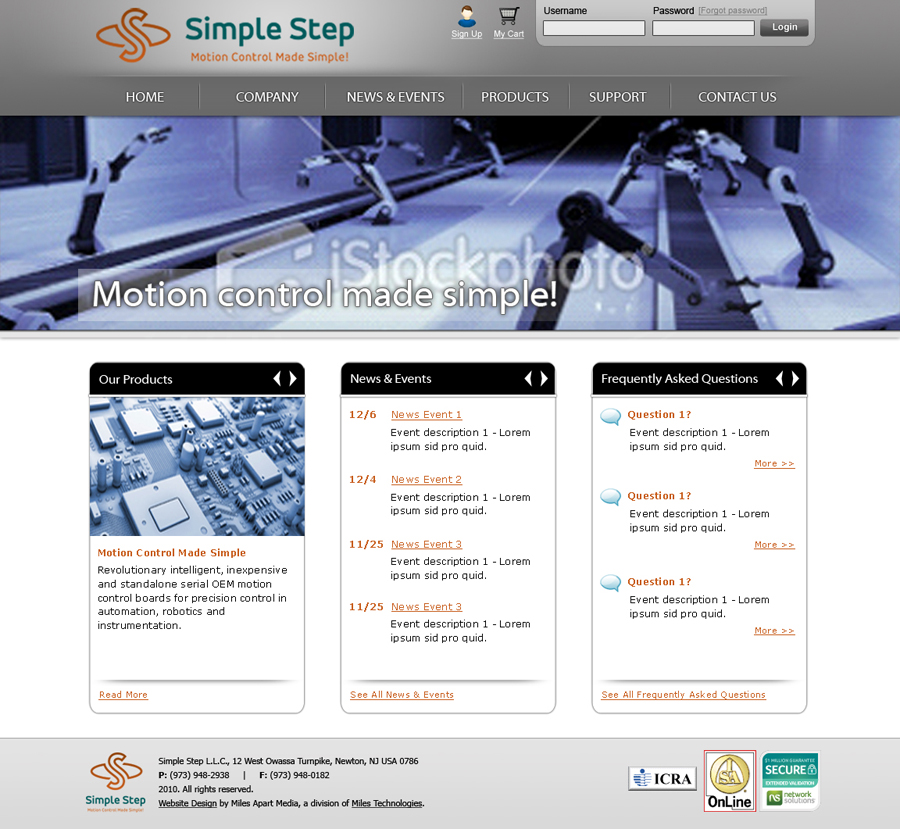 Simple Step
Motion Control Made Simple!
Sign Up
My Cart
Username
Password [Forgot password]
Login
HOME
COMPANY
NEWS & EVENTS
PRODUCTS
SUPPORT
CONTACT US
iStockphoto
Motion control made simple!
Our Products
Motion Control Made Simple
Revolutionary intelligent, inexpensive
and standalone serial OEM motion
control boards for precision control in
automation, robotics and
instrumentation.
Read More
News & Events
12/6 News Event 1
Event description 1 - Lorem
ipsum sid pro quid.
12/4 News Event 2
Event description 1 - Lorem
ipsum sid pro quid.
11/25 News Event 3
Event description 1 - Lorem
ipsum sid pro quid.
11/25 News Event 3
Event description 1 - Lorem
ipsum sid pro quid.
See All News & Events
Frequently Asked Questions
Question 1?
Event description 1 - Lorem
ipsum sid pro quid.
More >>
Question 1?
Event description 1 - Lorem
ipsum sid pro quid.
More >>
Question 1?
Event description 1 - Lorem
ipsum sid pro quid.
More >>
See All Frequently Asked Questions
Simple Step
Motion Control Made Simple!
Simple Step L.L.C., 12 West Owassa Turnpike, Newton, NJ USA 0786
P: (973) 948-2938 | F: (973) 948-0182
2010. All rights reserved.
Website Design by Miles Apart Media, a division of Miles Technologies.
ICRA
OnLine
$1 MILLION GUARANTEE
SECURE
EXTENDED VALIDATION
ns network
solutions